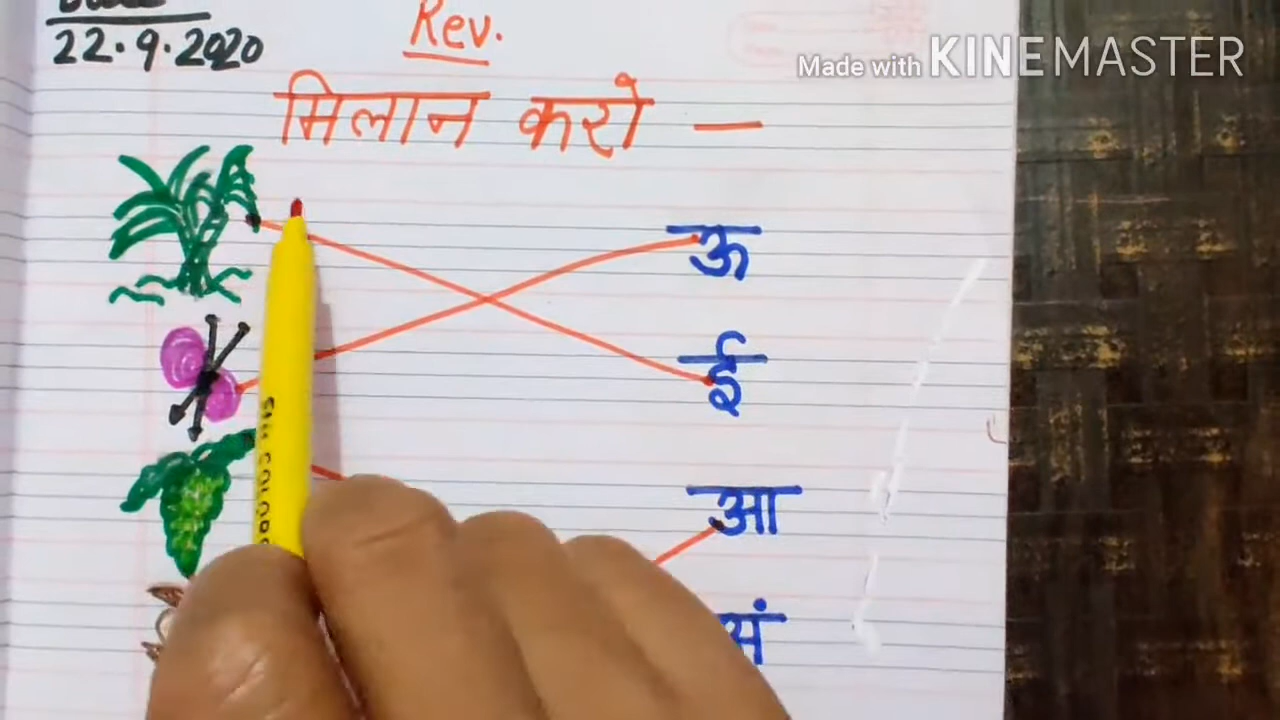 22.9.2020
Rev.
Made with KINEMASTER
मिलान करो —
ऊ
ई
आ
अं